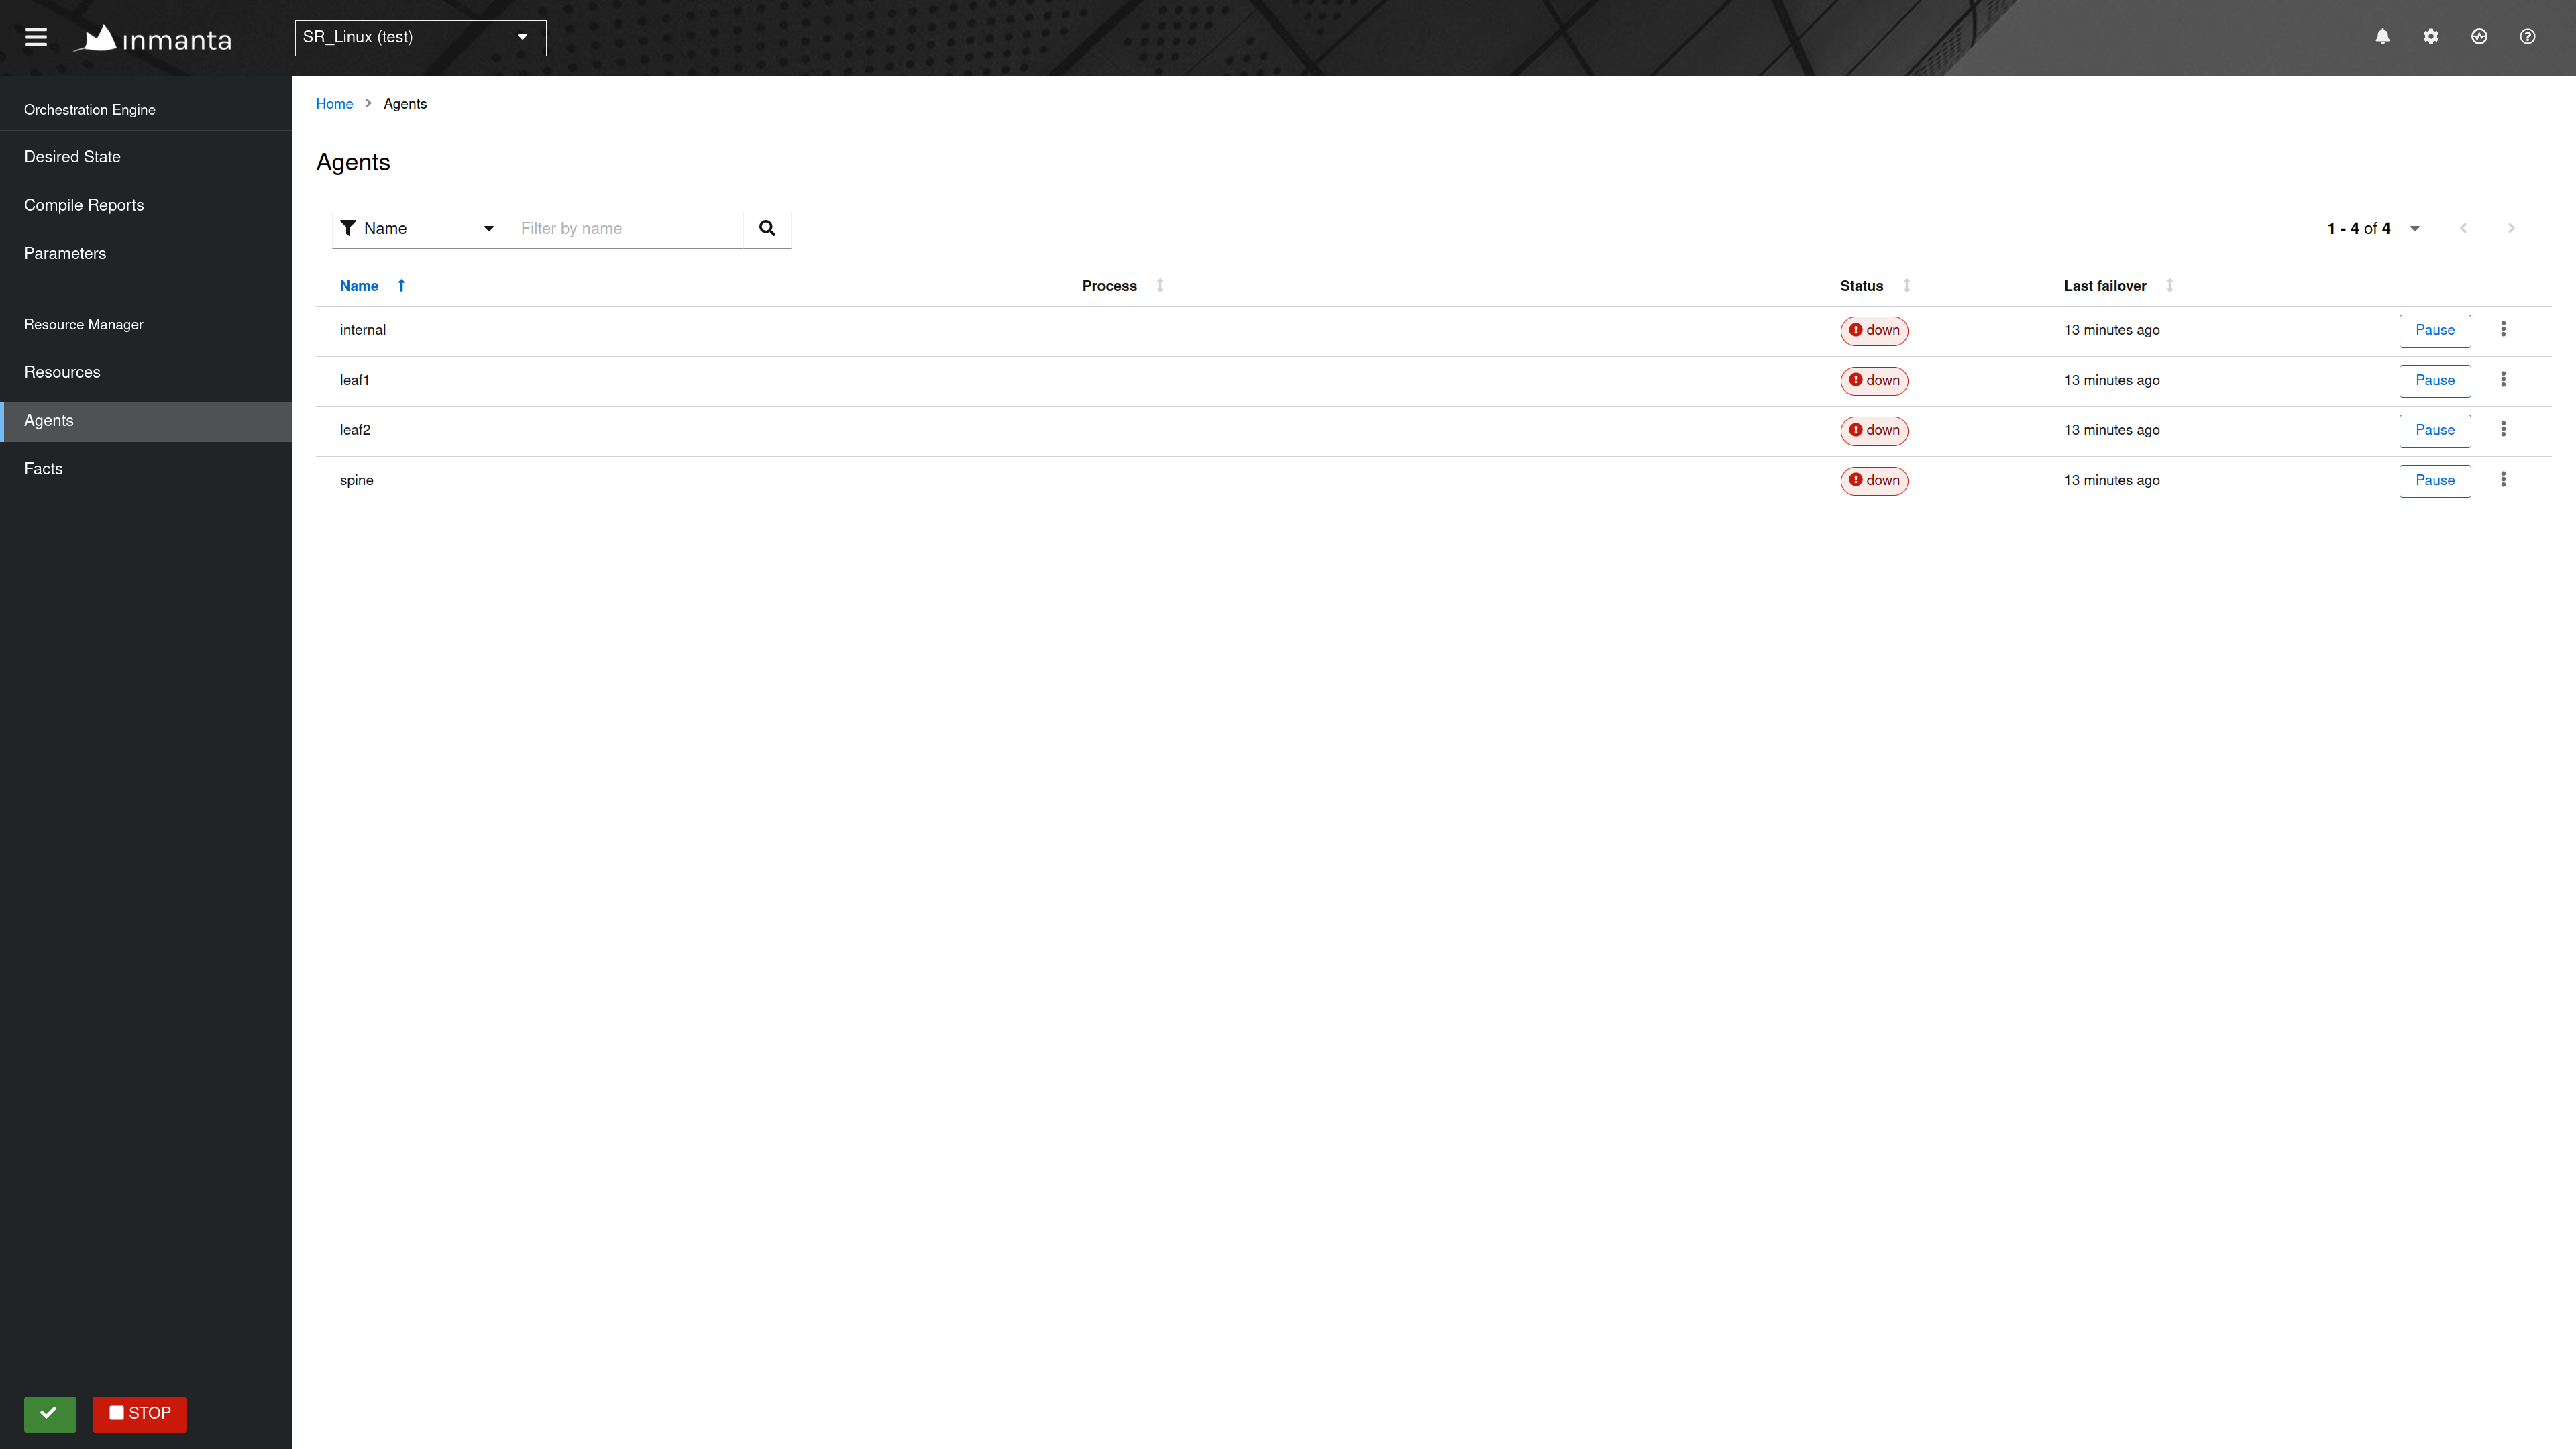 inmanta
SR_Linux (test)
Orchestration Engine
Desired State
Compile Reports
Parameters
Resource Manager
Resources
Agents
Facts
STOP
Home Agents
Agents
Name Filter by name 1 - 4 of 4
Name Process Status Last failover
internal down 13 minutes ago Pause
leaf1 down 13 minutes ago Pause
leaf2 down 13 minutes ago Pause
spine down 13 minutes ago Pause